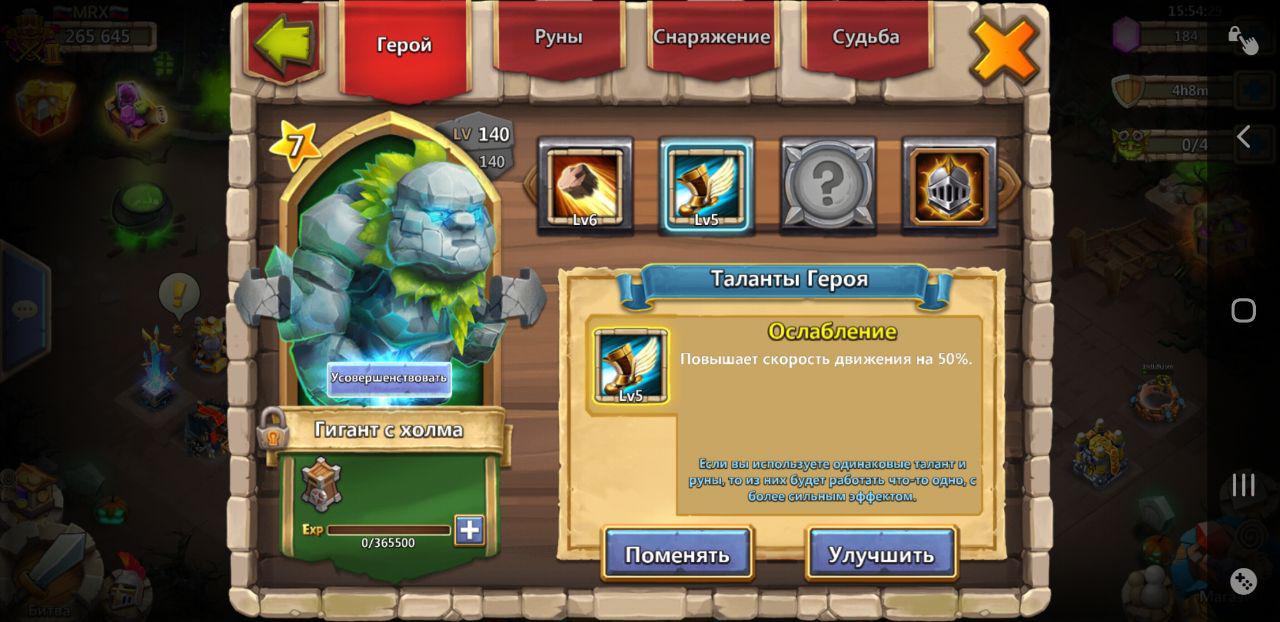 MRX
265 645
Герой
Руны
Снаряжение
Судьба
15:54:29
184
4h8m
0/4
7
LV 140
140
Lv6
Lv5
?
Таланты Героя
Ослабление
Повышает скорость движения на 50%.
Lv5
Если вы используете одинаковые талант и
руны, то из них будет работать что-то одно, с
более сильным эффектом.
Усовершенствовать
Гигант с холма
Exp
0/365500
Поменять
Улучшить
Битва